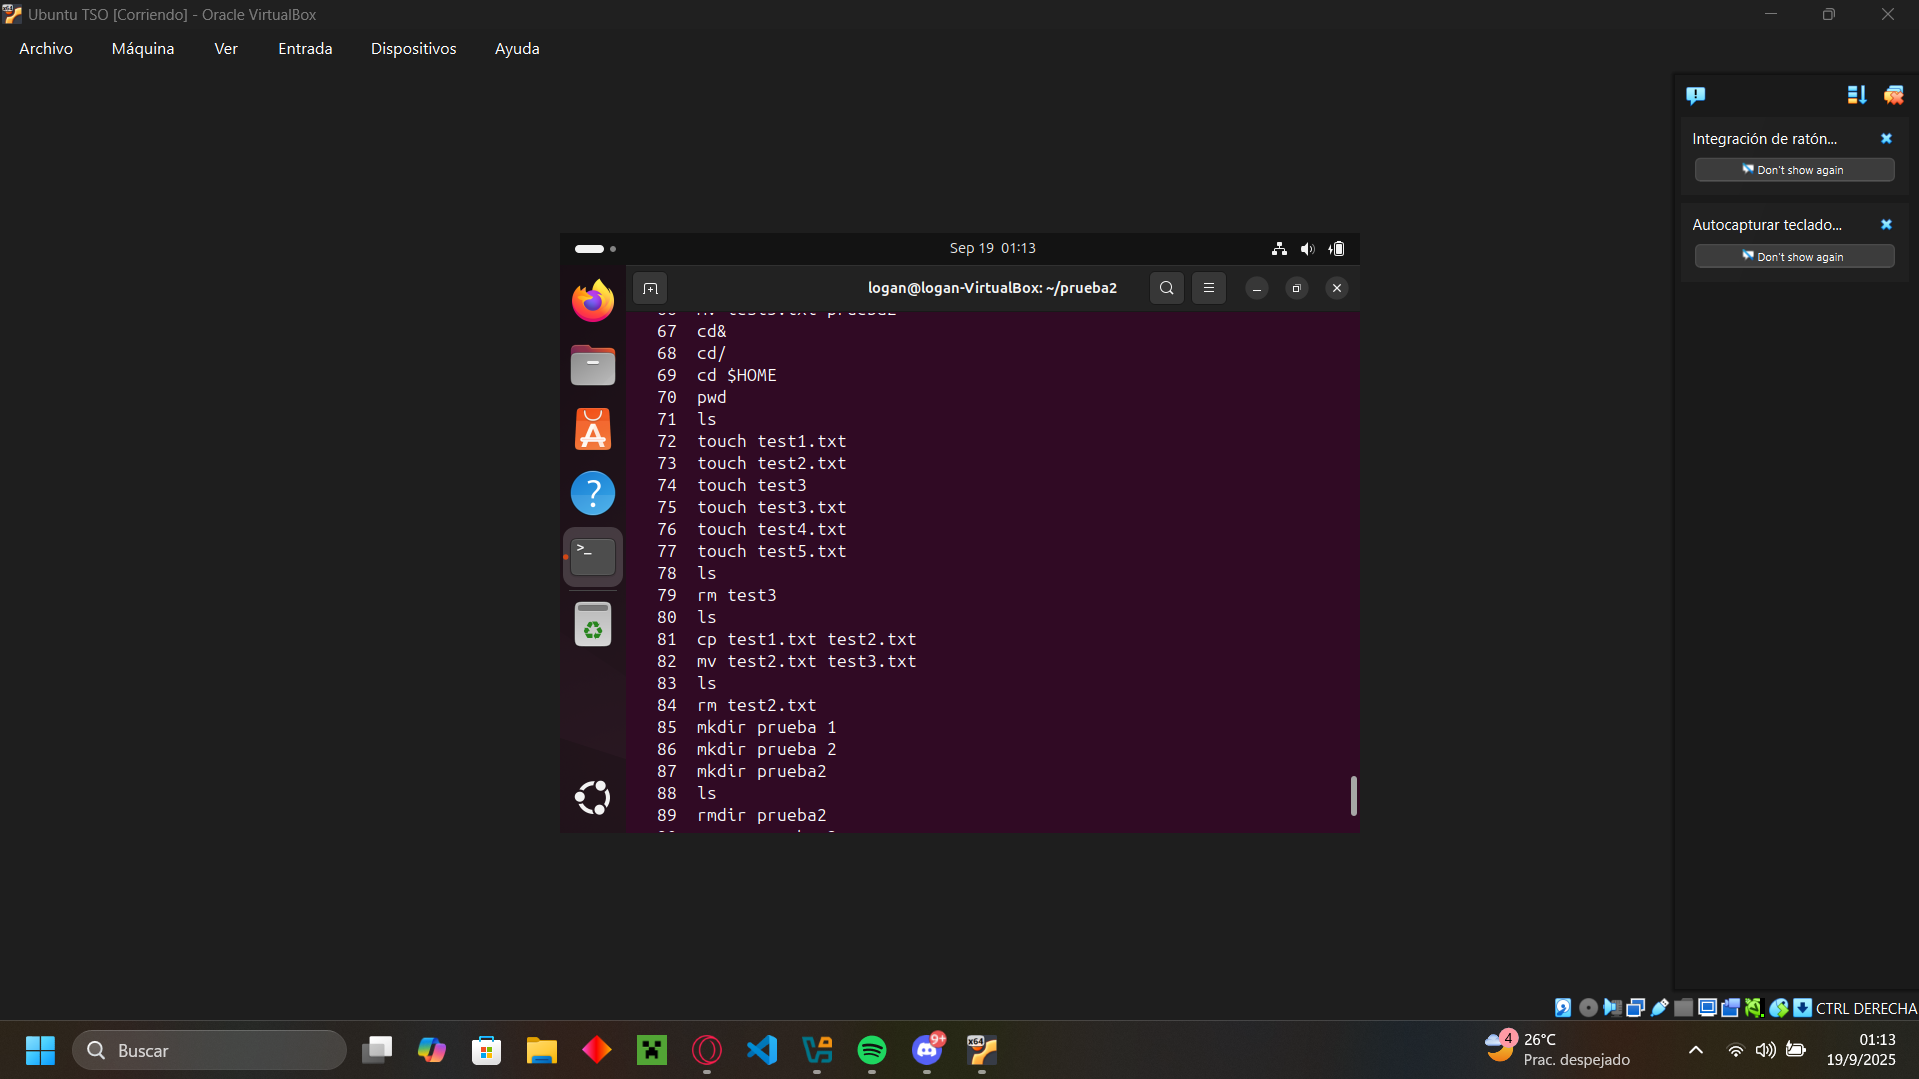 Ubuntu TSO [Corriendo] - Oracle VirtualBox
Archivo Máquina Ver Entrada Dispositivos Ayuda
Integración de ratón...
Don't show again
Autocapturar teclado...
Don't show again
Sep 19 01:13
logan@logan-VirtualBox: ~/prueba2
67 cd&
68 cd/
69 cd $HOME
70 pwd
71 ls
72 touch test1.txt
73 touch test2.txt
74 touch test3
75 touch test3.txt
76 touch test4.txt
77 touch test5.txt
78 ls
79 rm test3
80 ls
81 cp test1.txt test2.txt
82 mv test2.txt test3.txt
83 ls
84 rm test2.txt
85 mkdir prueba 1
86 mkdir prueba 2
87 mkdir prueba2
88 ls
89 rmdir prueba2
CTRL DERECHA
Buscar
9+
x64
4
26°C
Prac. despejado
01:13
19/9/2025